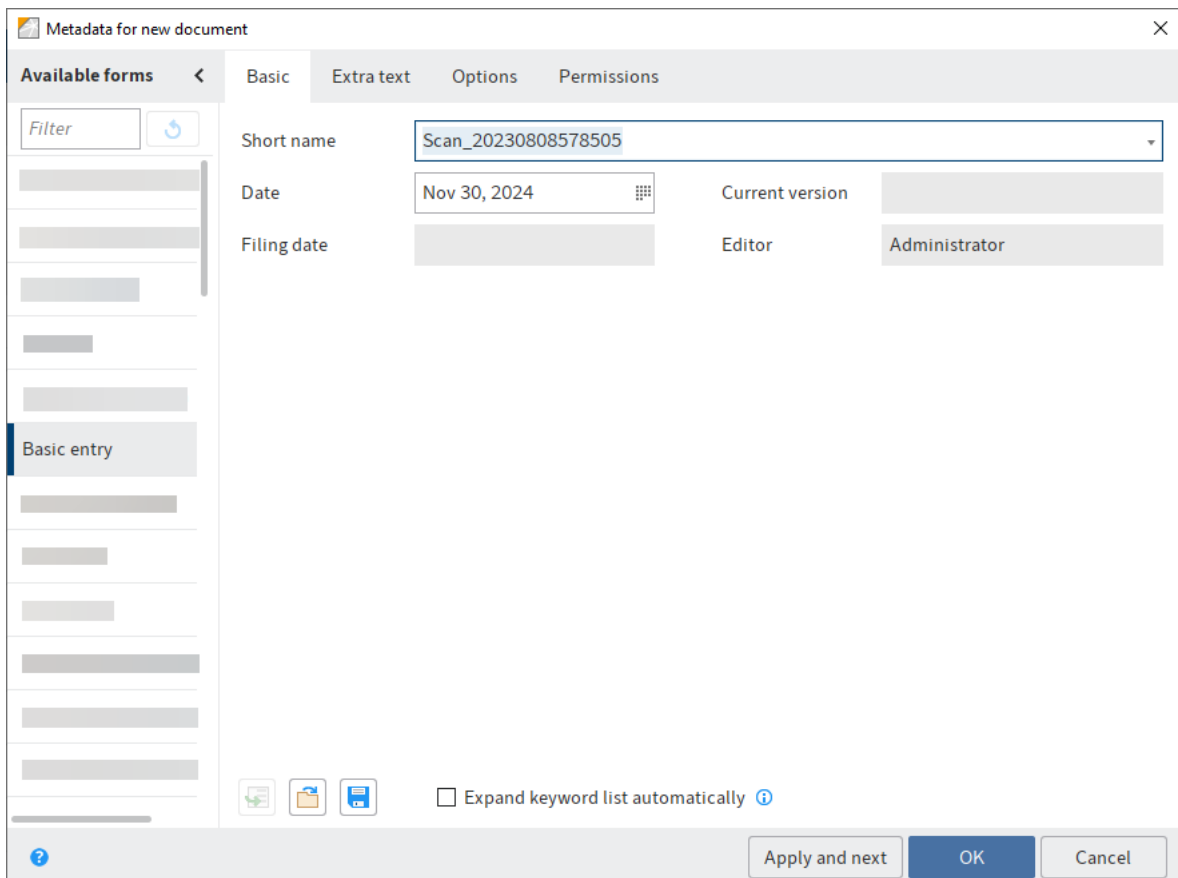 Metadata for new document
Available forms
Basic Extra text Options Permissions
Filter
Short name Scan_20230808578505
Date Nov 30, 2024 Current version
Filing date Editor Administrator
Basic entry
Expand keyword list automatically
Apply and next OK Cancel